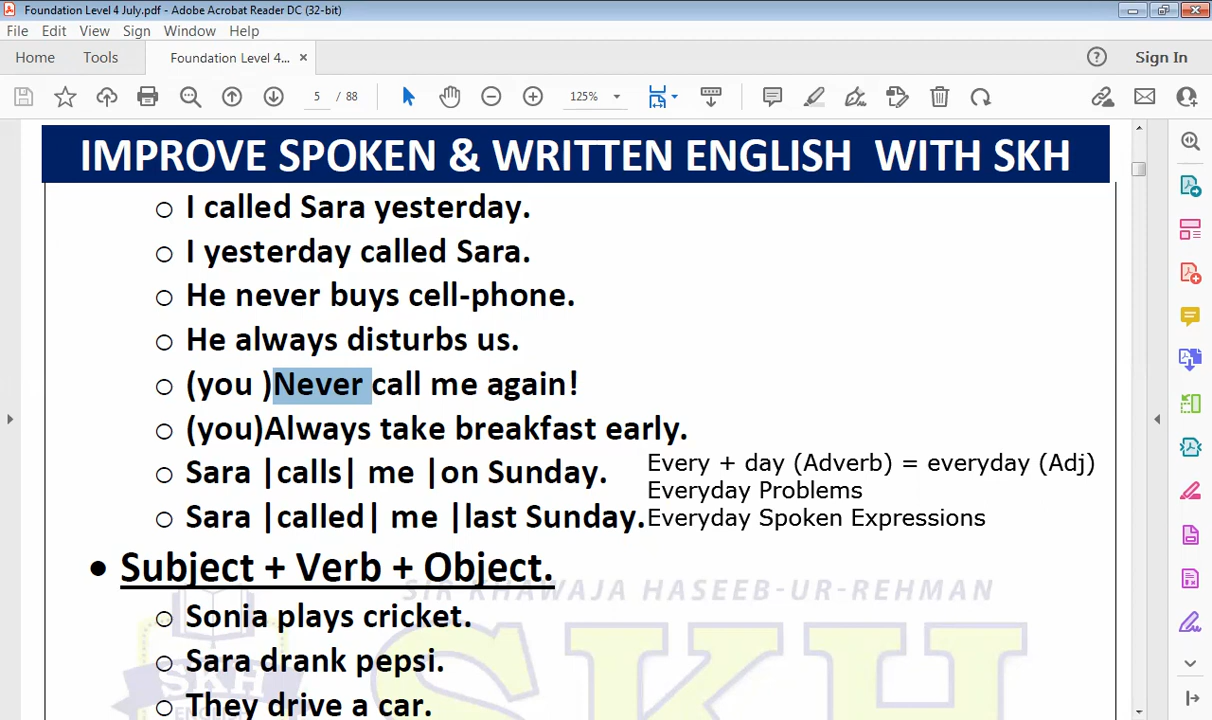 Foundation Level 4 July.pdf - Adobe Acrobat Reader DC (32-bit)
File Edit View Sign Window Help
Home Tools Foundation Level 4... × Sign In
5 / 88 125%
IMPROVE SPOKEN & WRITTEN ENGLISH WITH SKH
o I called Sara yesterday.
o I yesterday called Sara.
o He never buys cell-phone.
o He always disturbs us.
o (you )Never call me again!
o (you)Always take breakfast early.
o Sara |calls| me |on Sunday.
o Sara |called| me |last Sunday.
Every + day (Adverb) = everyday (Adj)
Everyday Problems
Everyday Spoken Expressions
• Subject + Verb + Object.
SIR KHAWAJA HASEEB-UR-REHMAN
o Sonia plays cricket.
o Sara drank pepsi.
o They drive a car.
SKH
SKH
ENGLISH